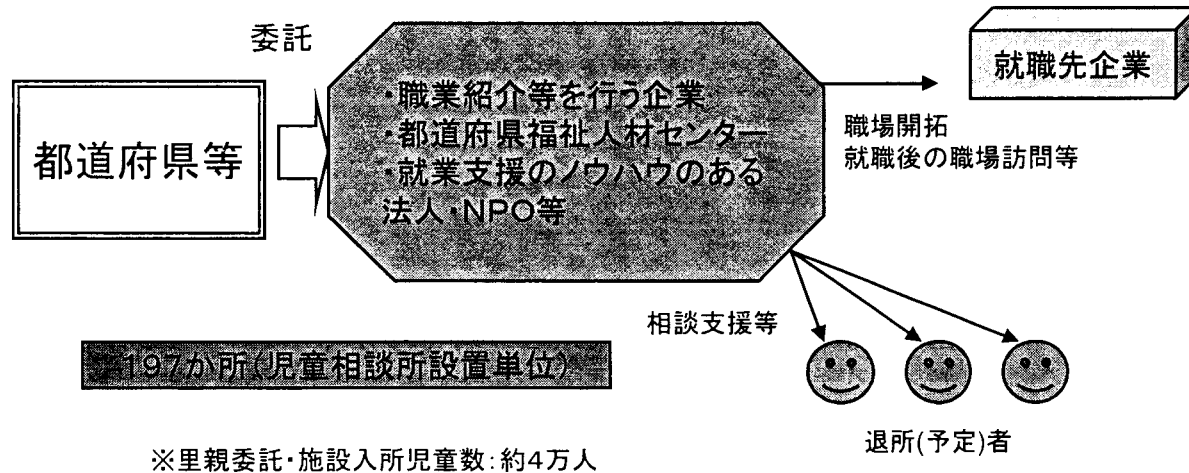 委託
都道府県等
・職業紹介等を行う企業
・都道府県福祉人材センター
・就業支援のノウハウのある
法人・NPO等
就職先企業
職場開拓
就職後の職場訪問等
相談支援等
197か所(児童相談所設置単位)
退所(予定)者
※里親委託・施設入所児童数:約4万人